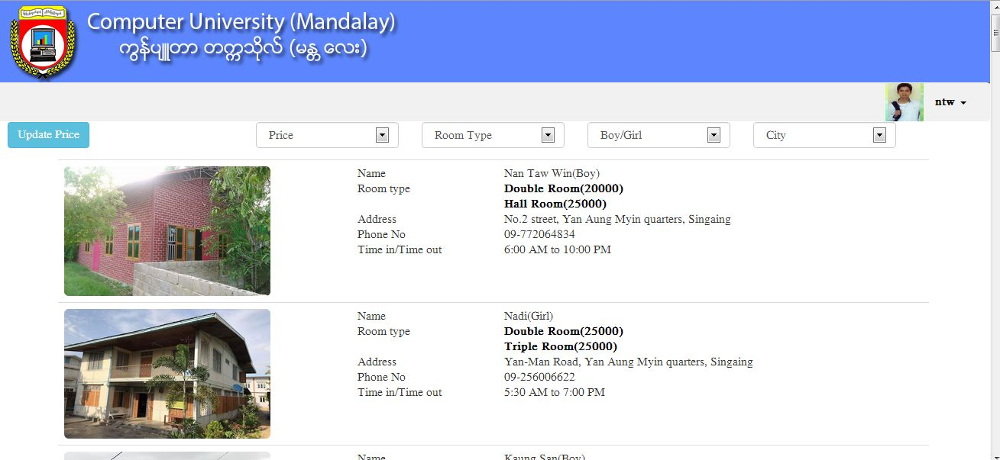 Computer University (Mandalay)
ကွန်ပျူတာ တက္ကသိုလ် (မန္တ လေး)
ntw
Update Price
Price
Room Type
Boy/Girl
City
Name Nan Taw Win(Boy)
Room type Double Room(20000)
Hall Room(25000)
Address No.2 street, Yan Aung Myin quarters, Singaing
Phone No 09-772064834
Time in/Time out 6:00 AM to 10:00 PM
Name Nadi(Girl)
Room type Double Room(25000)
Triple Room(25000)
Address Yan-Man Road, Yan Aung Myin quarters, Singaing
Phone No 09-256006622
Time in/Time out 5:30 AM to 7:00 PM
Name Kaung San(Boy)